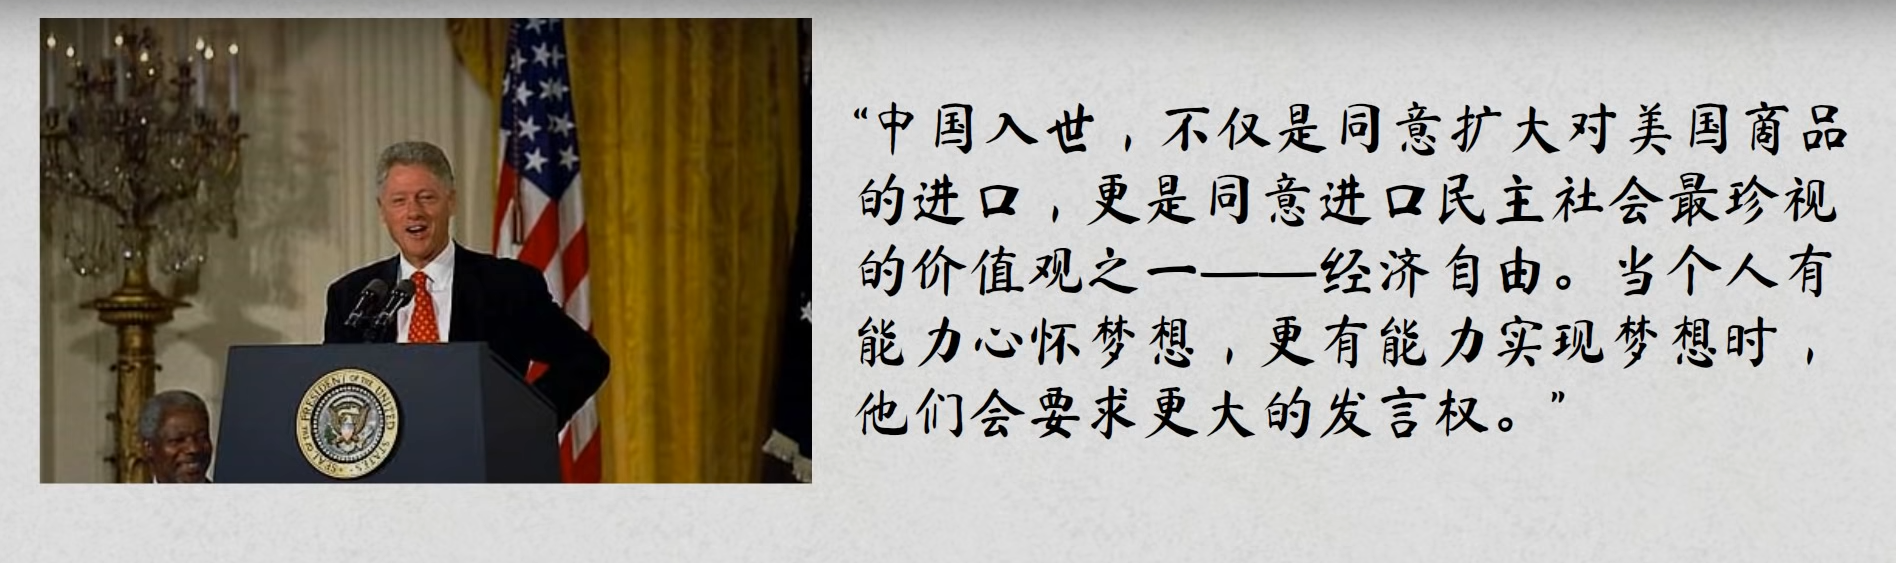 “中国入世，不仅是同意扩大对美国商品
的进口，更是同意进口民主社会最珍视
的价值观之一——经济自由。当个人有
能力心怀梦想，更有能力实现梦想时，
他们会要求更大的发言权。”
SEAL OF THE PRESIDENT OF THE UNITED STATES